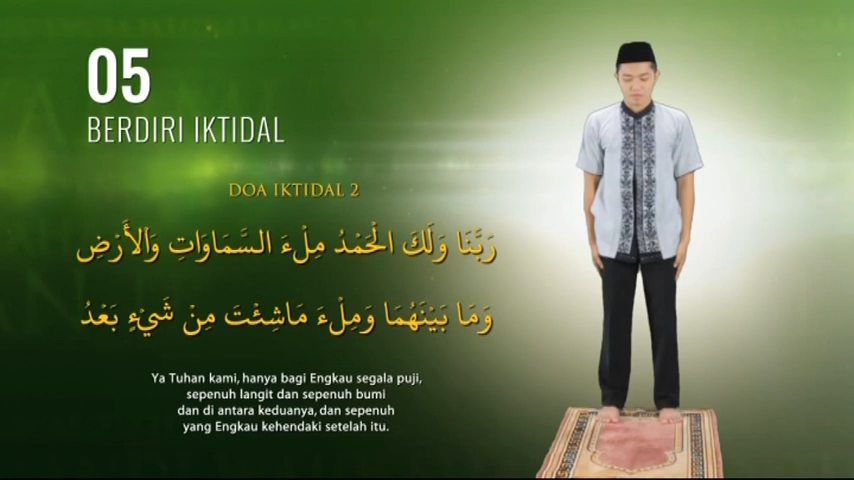 05
BERDIRI IKTIDAL
DOA IKTIDAL 2
رَبَّنَا وَلَكَ الْحَمْدُ مِلْءَ السَّمَاوَاتِ وَالأَرْضِ
وَمَا بَيْنَهُمَا وَمِلْءَ مَاشِئْتَ مِنْ شَيْءٍ بَعْدُ
Ya Tuhan kami, hanya bagi Engkau segala puji,
sepenuh langit dan sepenuh bumi
dan di antara keduanya, dan sepenuh
yang Engkau kehendaki setelah itu.